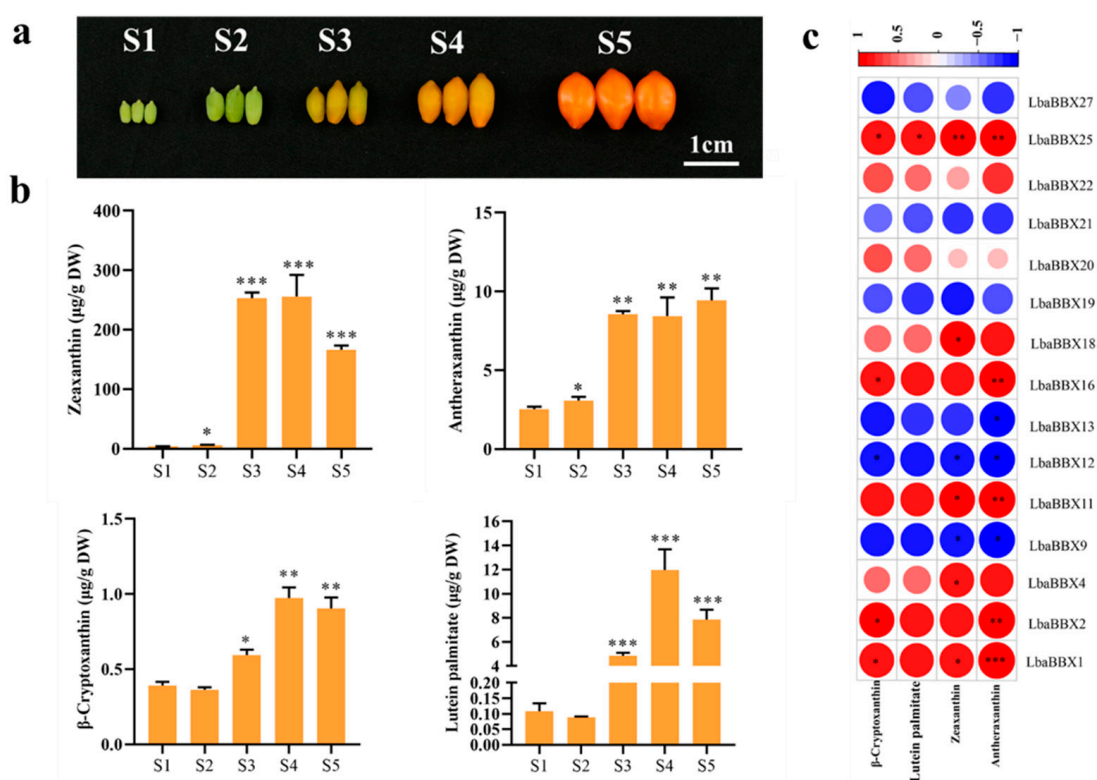 a
S1 S2 S3 S4 S5
1cm
b
Zeaxanthin (μg/g DW)
400
300
200
100
0
* *** *** ***
S1 S2 S3 S4 S5
Antheraxanthin (μg/g DW)
15
10
5
0
* ** ** **
S1 S2 S3 S4 S5
β-Cryptoxanthin (μg/g DW)
1.5
1.0
0.5
0.0
* ** **
S1 S2 S3 S4 S5
Lutein palmitate (μg/g DW)
16
14
12
10
8
6
4
0.20
0.15
0.10
0.05
0.00
*** *** ***
S1 S2 S3 S4 S5
c
1 0.5 0 -0.5 -1
LbaBBX27
* * ** ** LbaBBX25
LbaBBX22
LbaBBX21
LbaBBX20
LbaBBX19
* LbaBBX18
* ** LbaBBX16
* LbaBBX13
* * * LbaBBX12
* ** LbaBBX11
* * LbaBBX9
* LbaBBX4
* ** LbaBBX2
* * *** LbaBBX1
β-Cryptoxanthin
Lutein palmitate
Zeaxanthin
Antheraxanthin